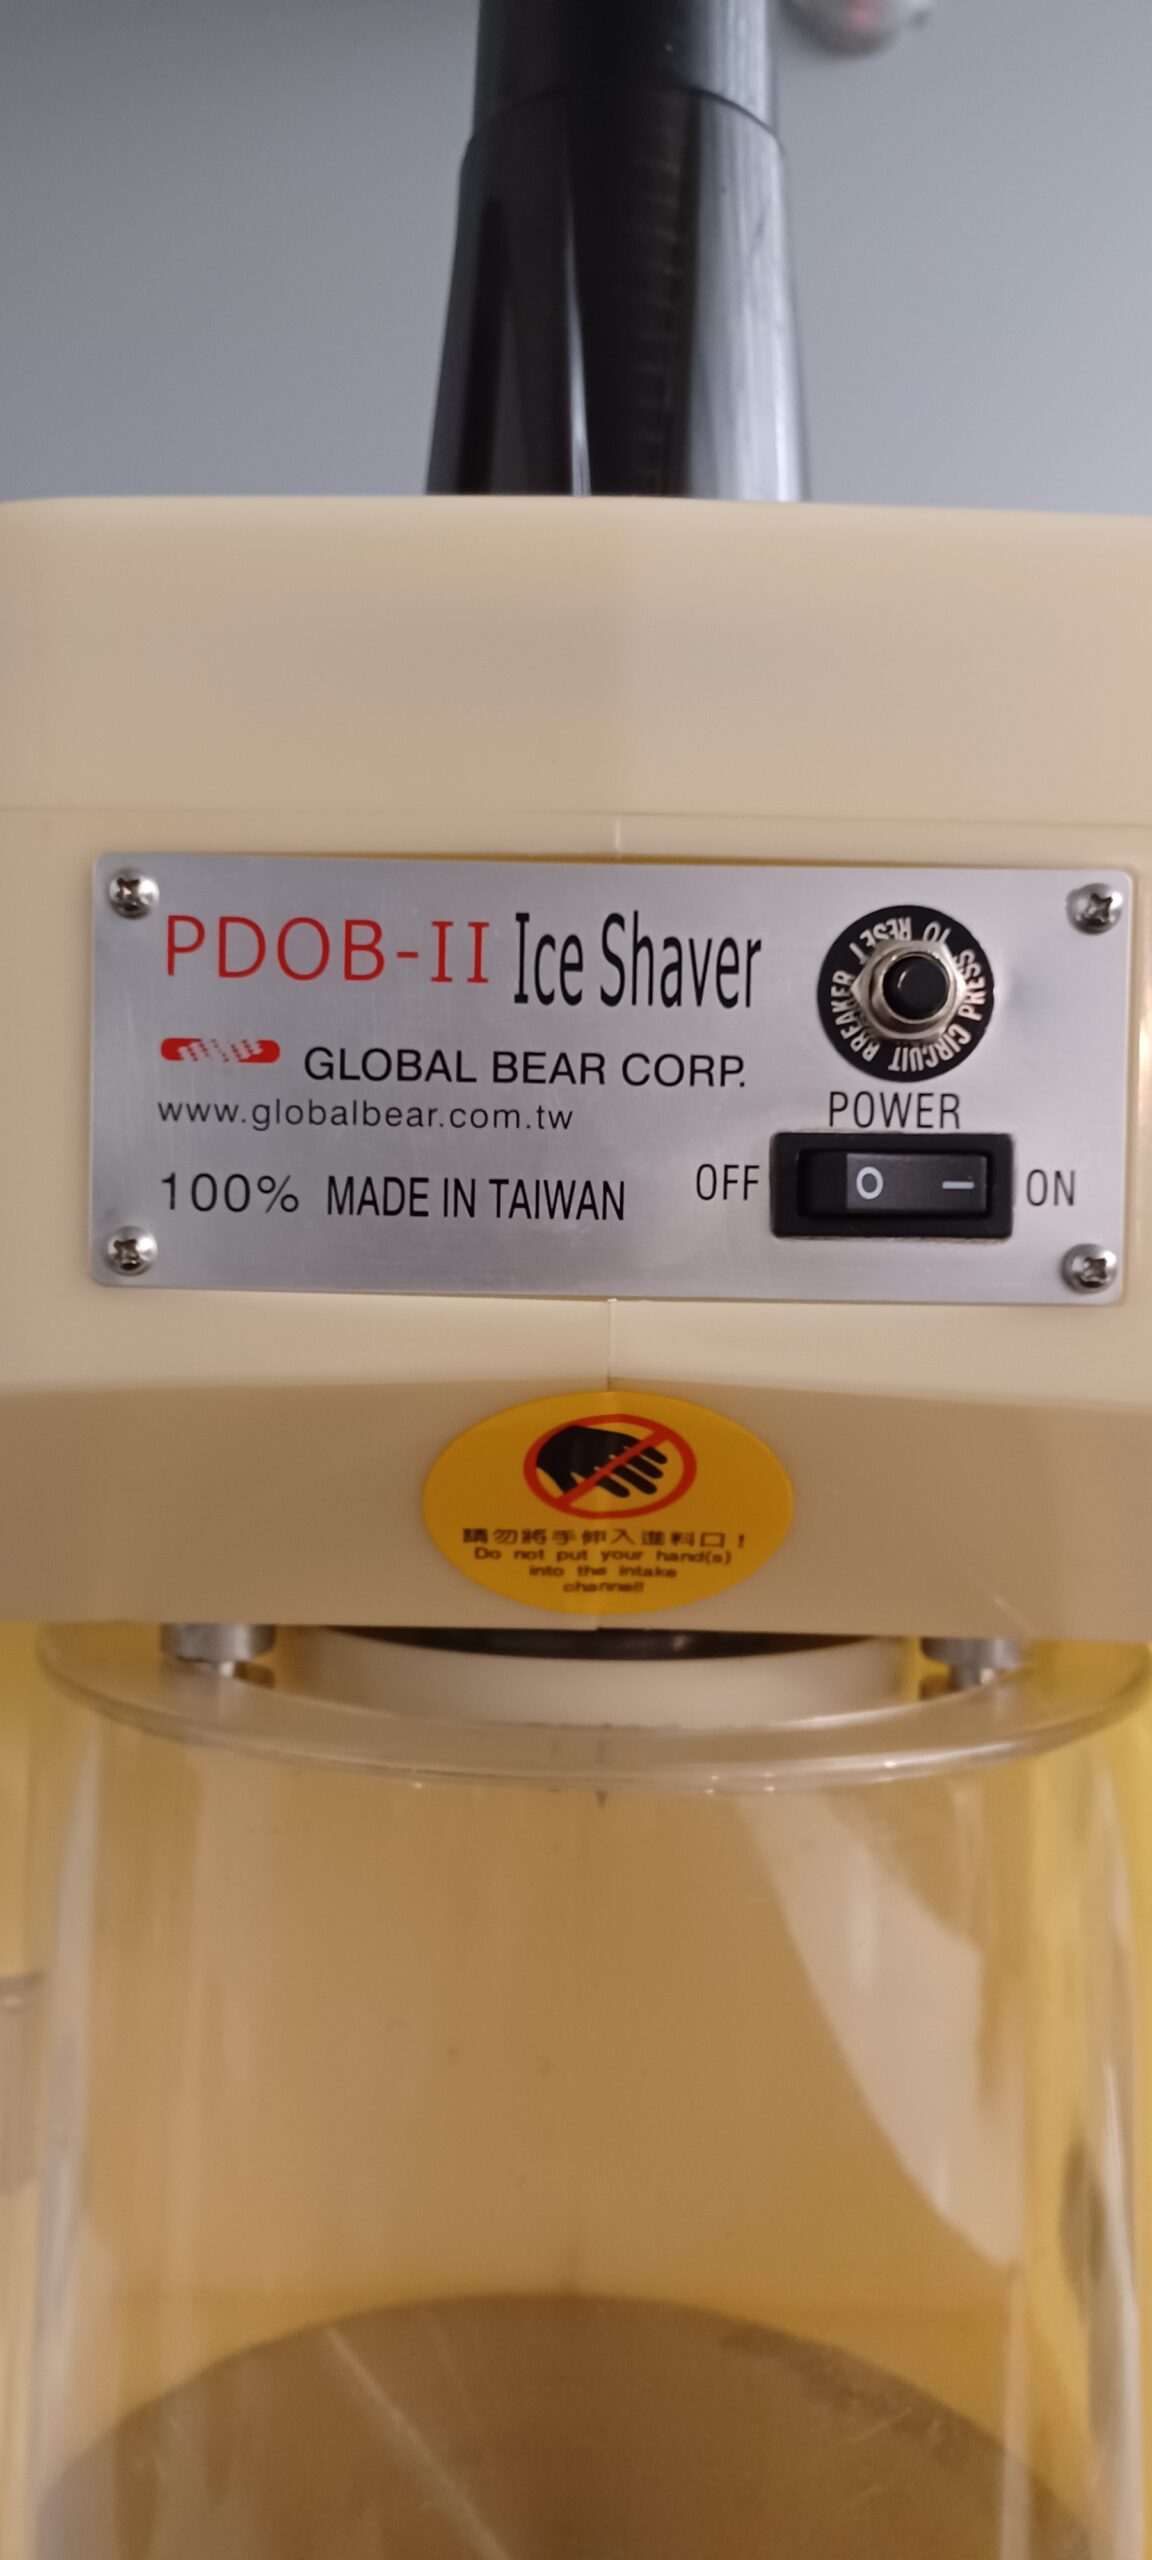 PDOB-II Ice Shaver
GLOBAL BEAR CORP.
www.globalbear.com.tw
100% MADE IN TAIWAN
CIRCUIT BREAKER PRESS TO RESET
POWER
OFF O — ON
請勿將手伸入進料口！
Do not put your hand(s)
into the intake
channel!